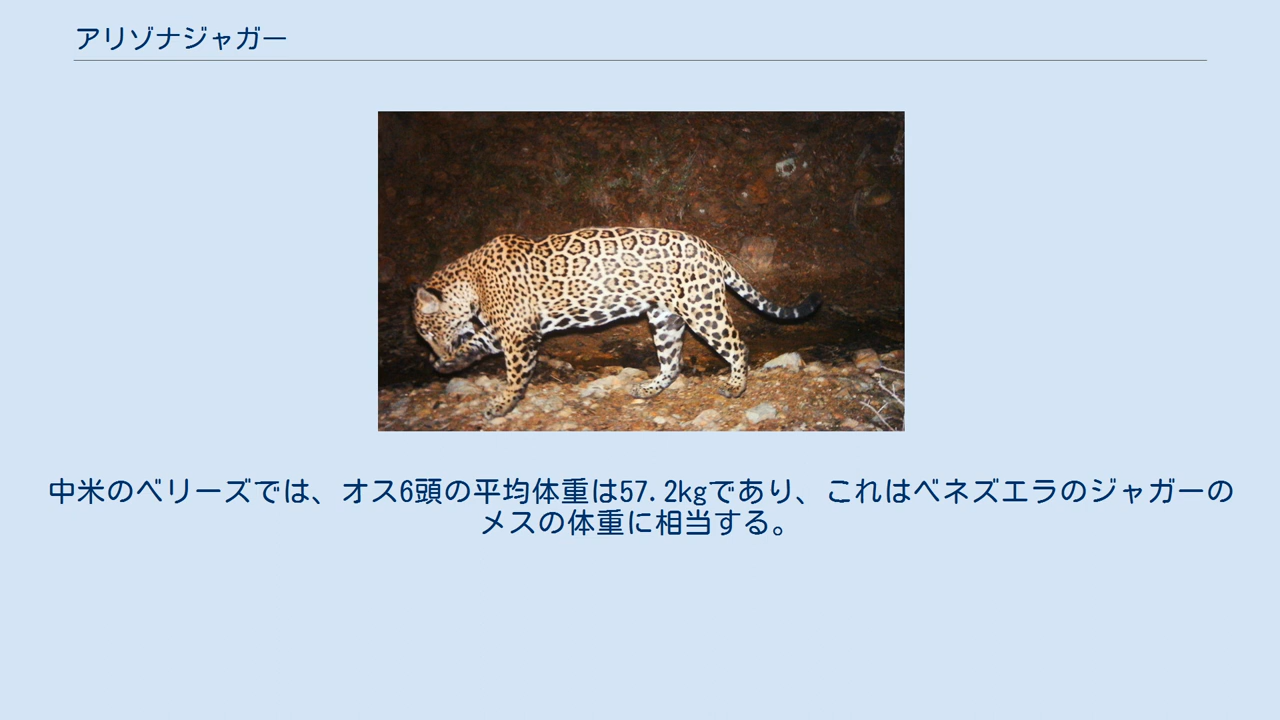 アリゾナジャガー
中米のベリーズでは、オス6頭の平均体重は57.2kgであり、これはベネズエラのジャガーの
メスの体重に相当する。